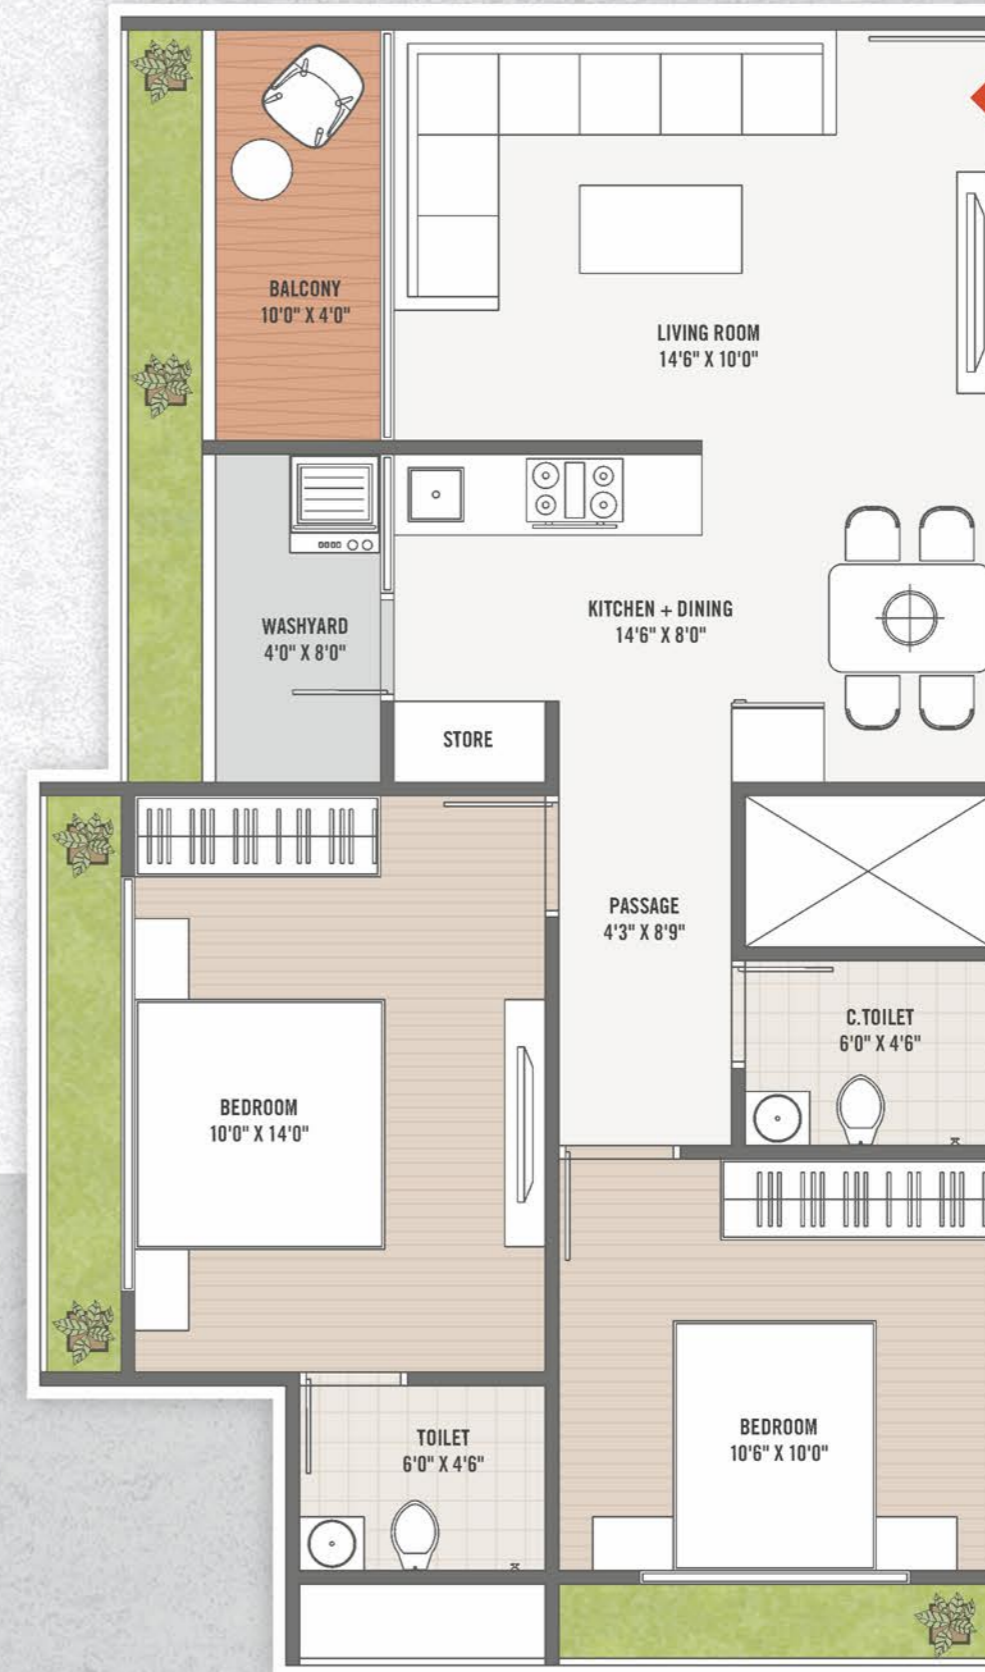 BALCONY
10'0" X 4'0"
LIVING ROOM
14'6" X 10'0"
KITCHEN + DINING
14'6" X 8'0"
WASHYARD
4'0" X 8'0"
STORE
PASSAGE
4'3" X 8'9"
C.TOILET
6'0" X 4'6"
BEDROOM
10'0" X 14'0"
BEDROOM
10'6" X 10'0"
TOILET
6'0" X 4'6"